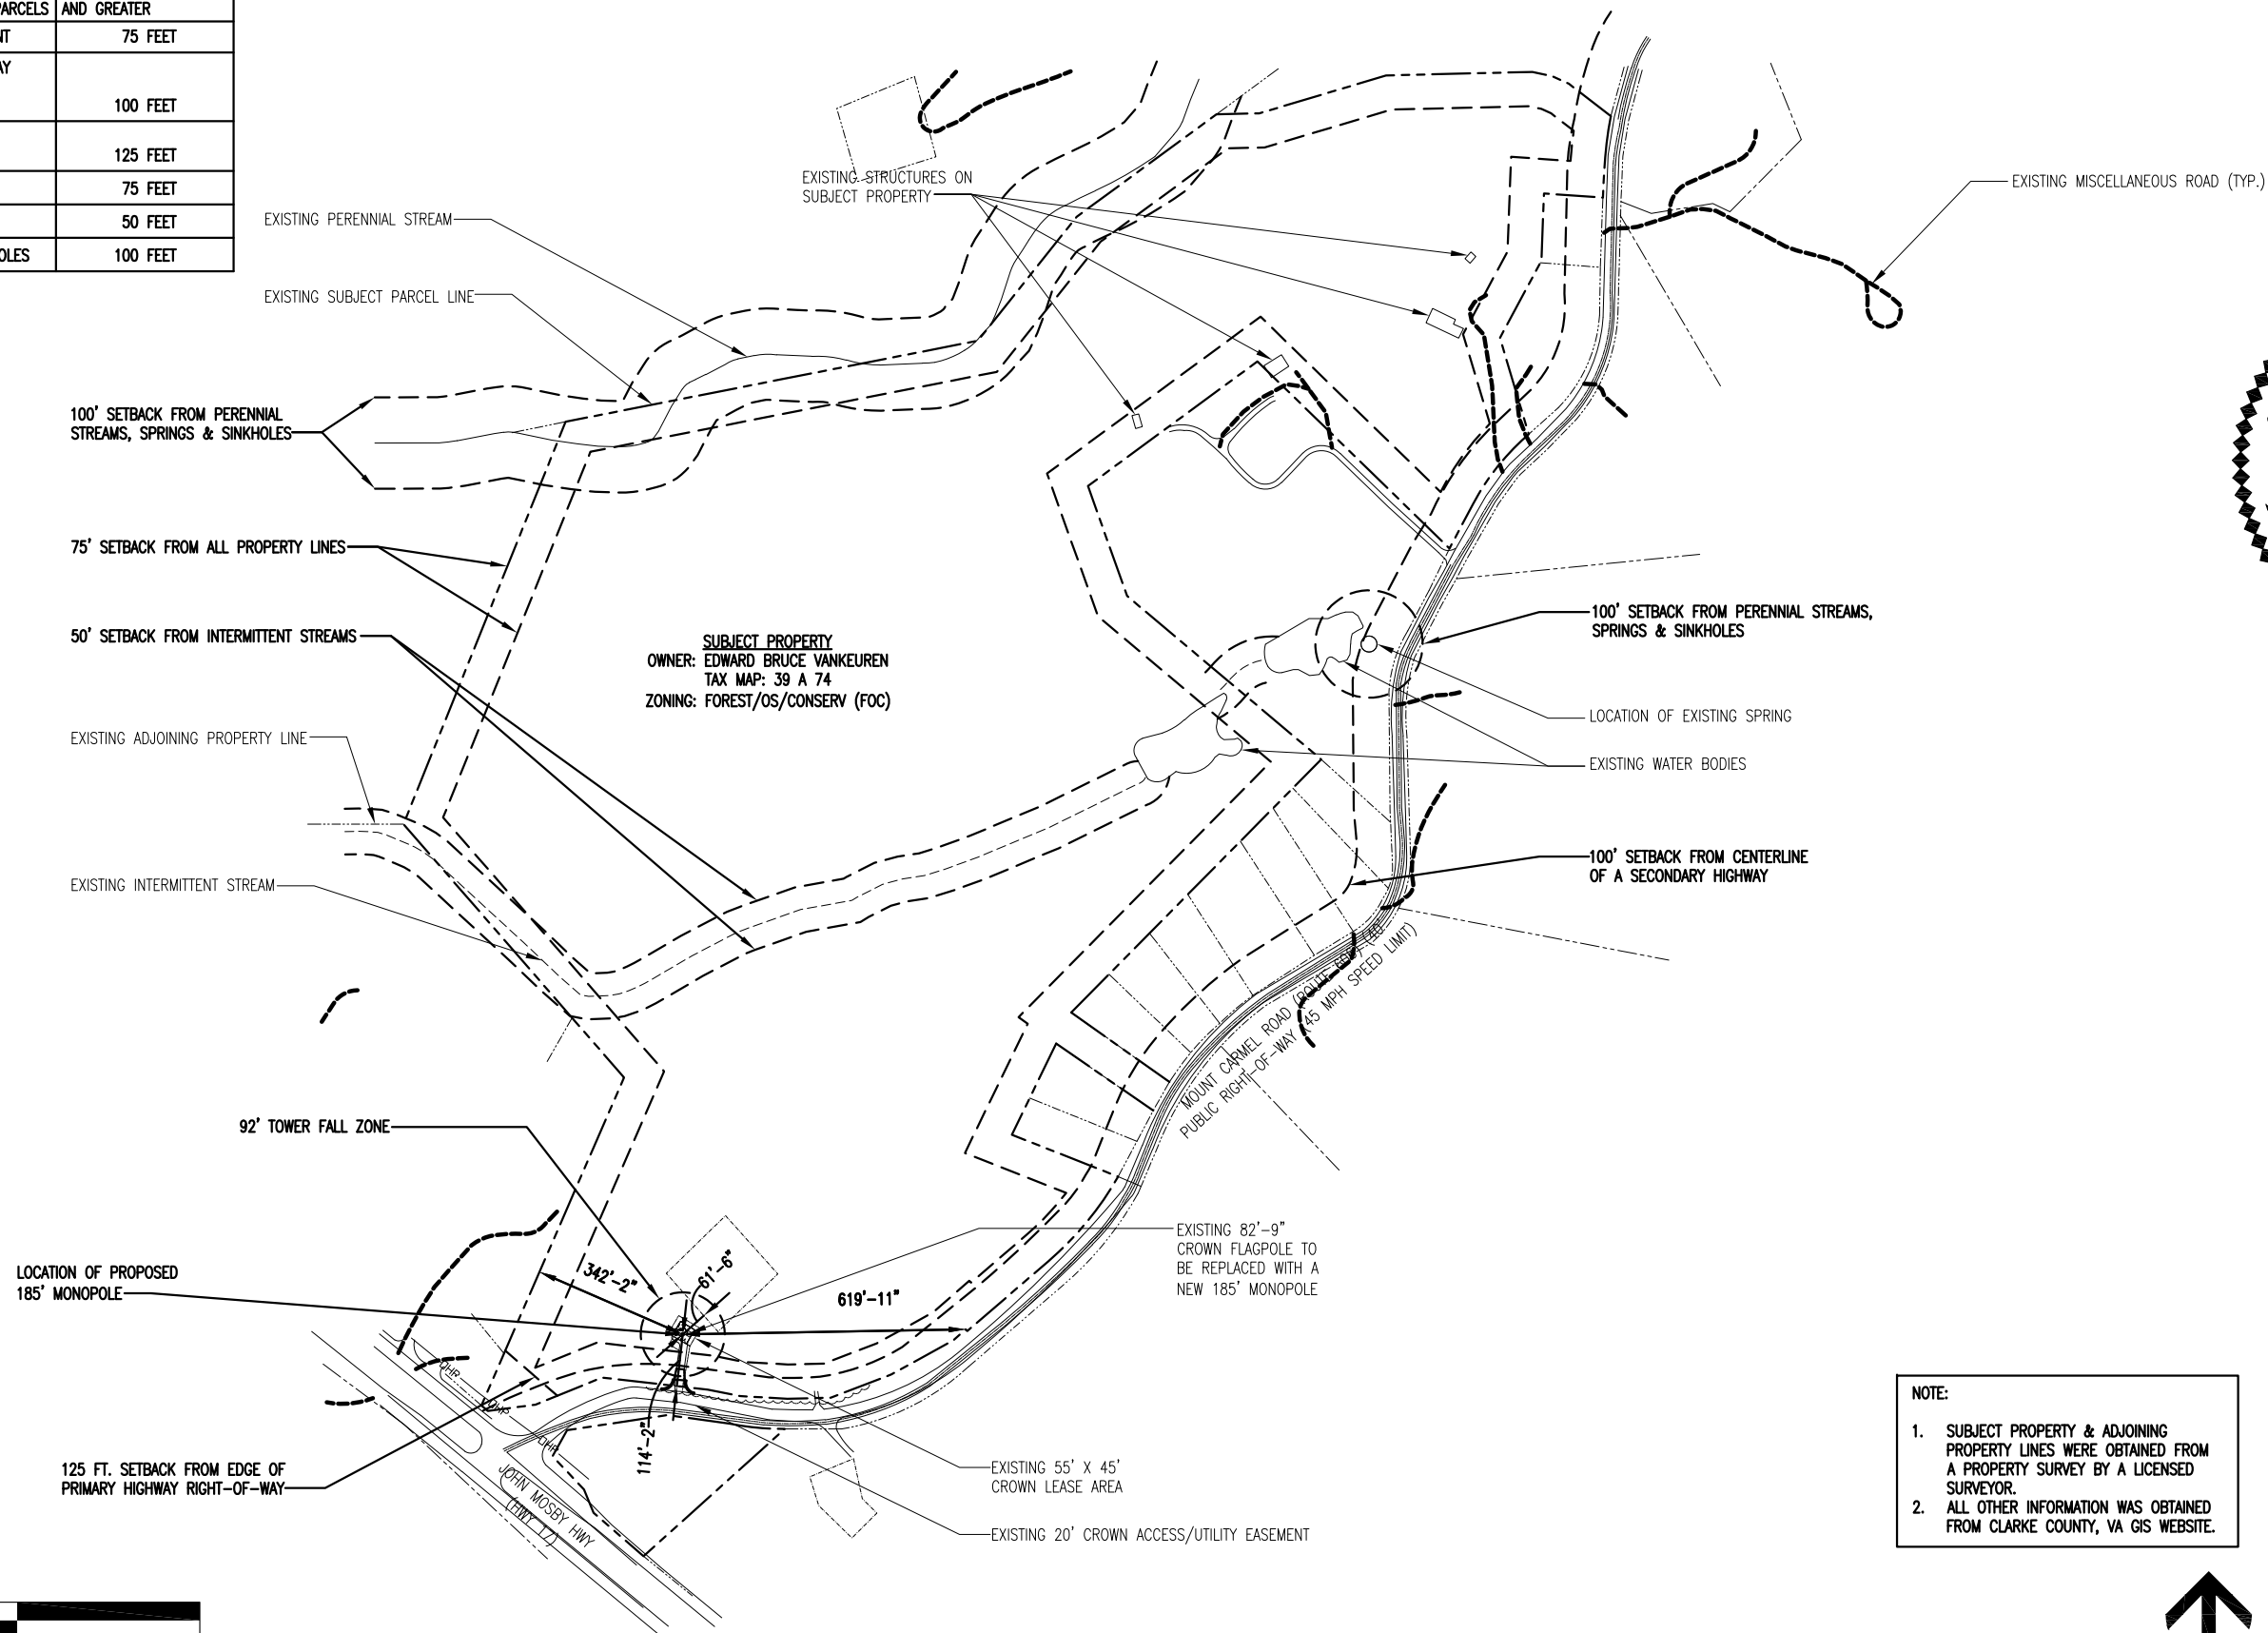 PARCELS AND GREATER
NT 75 FEET
AY
100 FEET
125 FEET
75 FEET
50 FEET
OLES 100 FEET
EXISTING PERENNIAL STREAM
EXISTING SUBJECT PARCEL LINE
EXISTING STRUCTURES ON
SUBJECT PROPERTY
EXISTING MISCELLANEOUS ROAD (TYP.)
100' SETBACK FROM PERENNIAL
STREAMS, SPRINGS & SINKHOLES
75' SETBACK FROM ALL PROPERTY LINES
50' SETBACK FROM INTERMITTENT STREAMS
SUBJECT PROPERTY
OWNER: EDWARD BRUCE VANKEUREN
TAX MAP: 39 A 74
ZONING: FOREST/OS/CONSERV (FOC)
100' SETBACK FROM PERENNIAL STREAMS,
SPRINGS & SINKHOLES
LOCATION OF EXISTING SPRING
EXISTING WATER BODIES
EXISTING ADJOINING PROPERTY LINE
100' SETBACK FROM CENTERLINE
OF A SECONDARY HIGHWAY
EXISTING INTERMITTENT STREAM
MOUNT CARMEL ROAD (ROUTE (40'
PUBLIC RIGHT-OF-WAY (45 MPH SPEED LIMIT)
92' TOWER FALL ZONE
LOCATION OF PROPOSED
185' MONOPOLE
342'-2"
61'-6"
619'-11"
EXISTING 82'-9"
CROWN FLAGPOLE TO
BE REPLACED WITH A
NEW 185' MONOPOLE
OHP
OHP
OHP
114'-2"
125 FT. SETBACK FROM EDGE OF
PRIMARY HIGHWAY RIGHT-OF-WAY
JOHN MOSBY HWY
(HWY 17)
EXISTING 55' X 45'
CROWN LEASE AREA
EXISTING 20' CROWN ACCESS/UTILITY EASEMENT
NOTE:
1. SUBJECT PROPERTY & ADJOINING
PROPERTY LINES WERE OBTAINED FROM
A PROPERTY SURVEY BY A LICENSED
SURVEYOR.
2. ALL OTHER INFORMATION WAS OBTAINED
FROM CLARKE COUNTY, VA GIS WEBSITE.